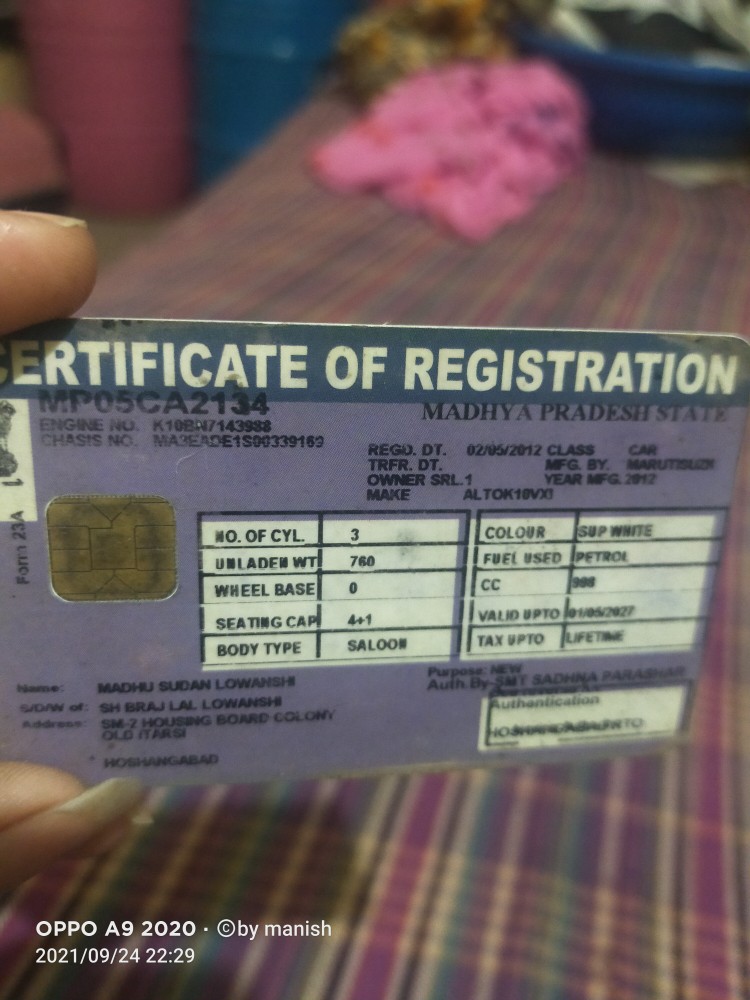 CERTIFICATE OF REGISTRATION
MP05CA2134
MADHYA PRADESH STATE
ENGINE NO. K10BN7143988
CHASIS NO. MA3EADE1S00339169
REGD. DT. 02/05/2012 CLASS CAR
TRFR. DT. MFG. BY. MARUTISUZK
OWNER SRL.1 YEAR MFG. 2012
MAKE ALTOK10VXI
Form 23A
NO. OF CYL. 3
UNLADEN WT 760
WHEEL BASE 0
SEATING CAP 4+1
BODY TYPE SALOON
COLOUR SUP WHITE
FUEL USED PETROL
CC 998
VALID UPTO 01/05/2027
TAX UPTO LIFETIME
Purpose: NEW
Auth.By-SMT SADHNA PARASHAR
Name: MADHU SUDAN LOWANSHI
S/D/W of: SH BRAJ LAL LOWANSHI
Address: SM-2 HOUSING BOARD COLONY
OLD ITARSI
HOSHANGABAD
Authentication
HOSHANGABAD RTO
OPPO A9 2020 · ©by manish
2021/09/24 22:29